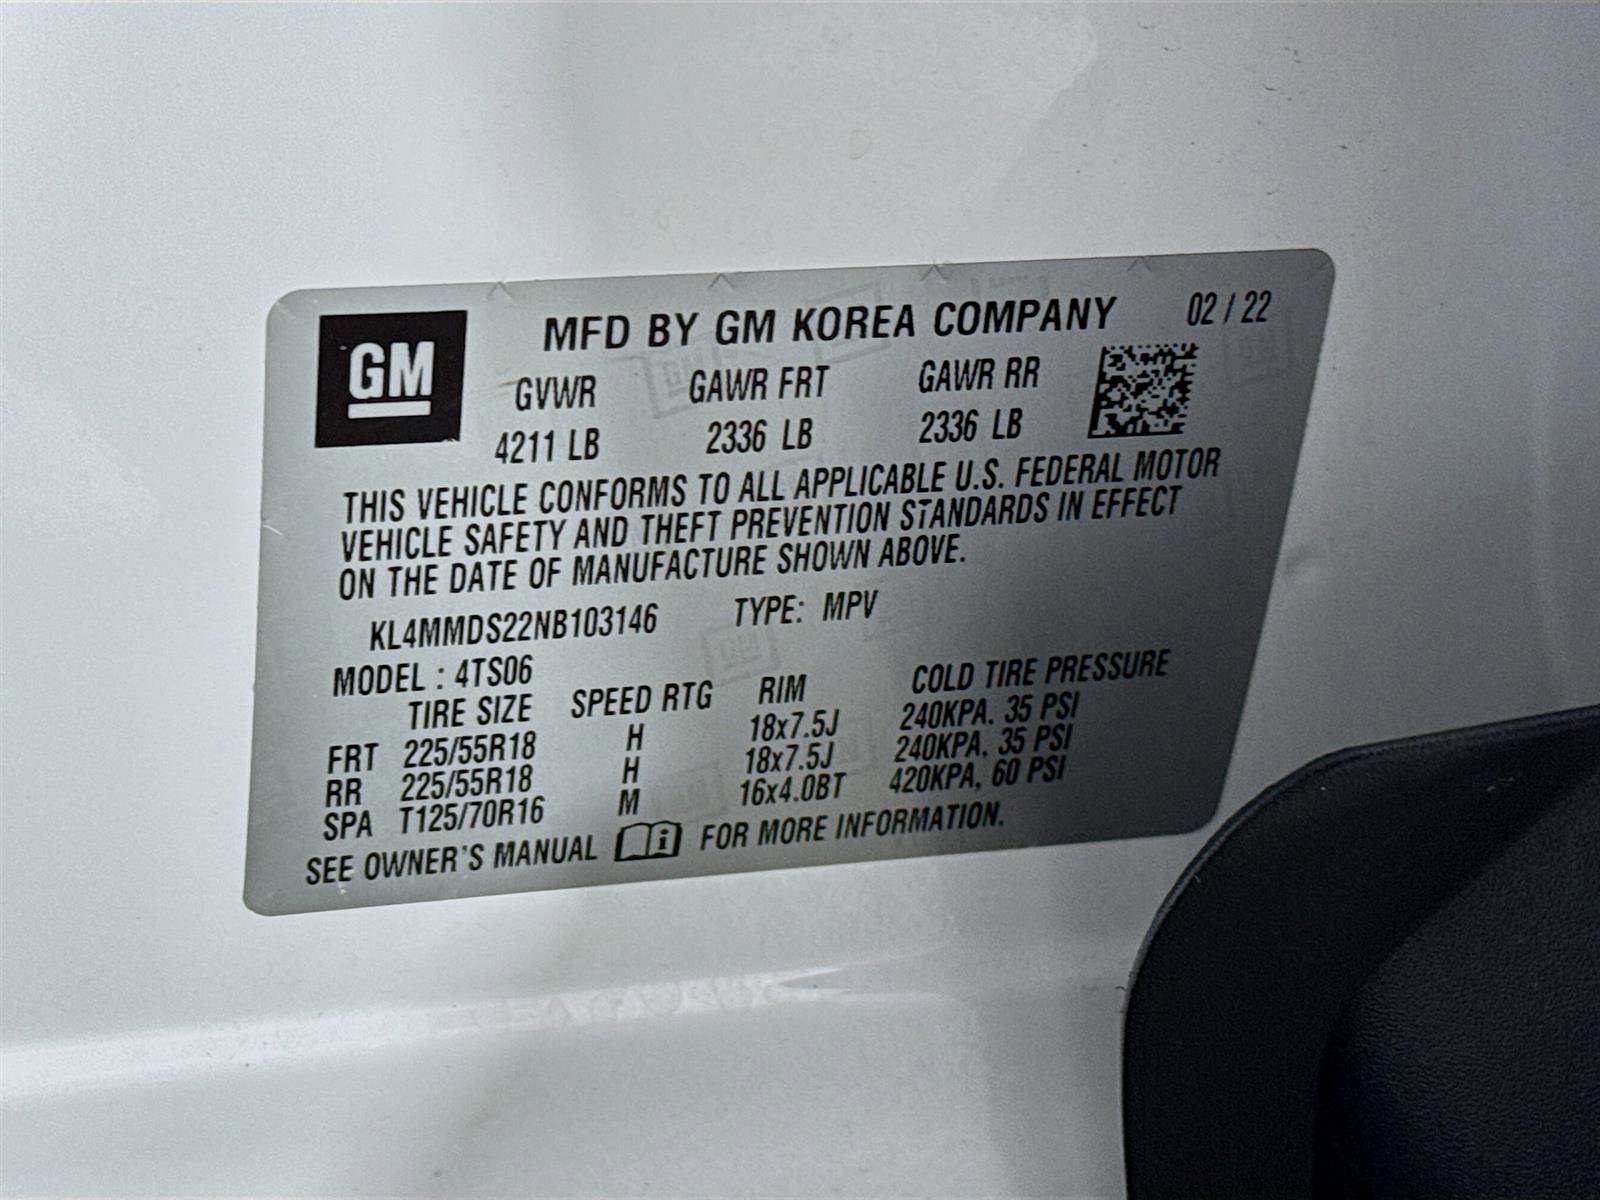 GM
MFD BY GM KOREA COMPANY 02 / 22
GVWR GAWR FRT GAWR RR
4211 LB 2336 LB 2336 LB
THIS VEHICLE CONFORMS TO ALL APPLICABLE U.S. FEDERAL MOTOR
VEHICLE SAFETY AND THEFT PREVENTION STANDARDS IN EFFECT
ON THE DATE OF MANUFACTURE SHOWN ABOVE.
KL4MMDS22NB103146 TYPE: MPV
MODEL : 4TS06
TIRE SIZE SPEED RTG RIM COLD TIRE PRESSURE
FRT 225/55R18 H 18x7.5J 240KPA. 35 PSI
RR 225/55R18 H 18x7.5J 240KPA, 35 PSI
SPA T125/70R16 M 16x4.0BT 420KPA, 60 PSI
SEE OWNER'S MANUAL i FOR MORE INFORMATION.